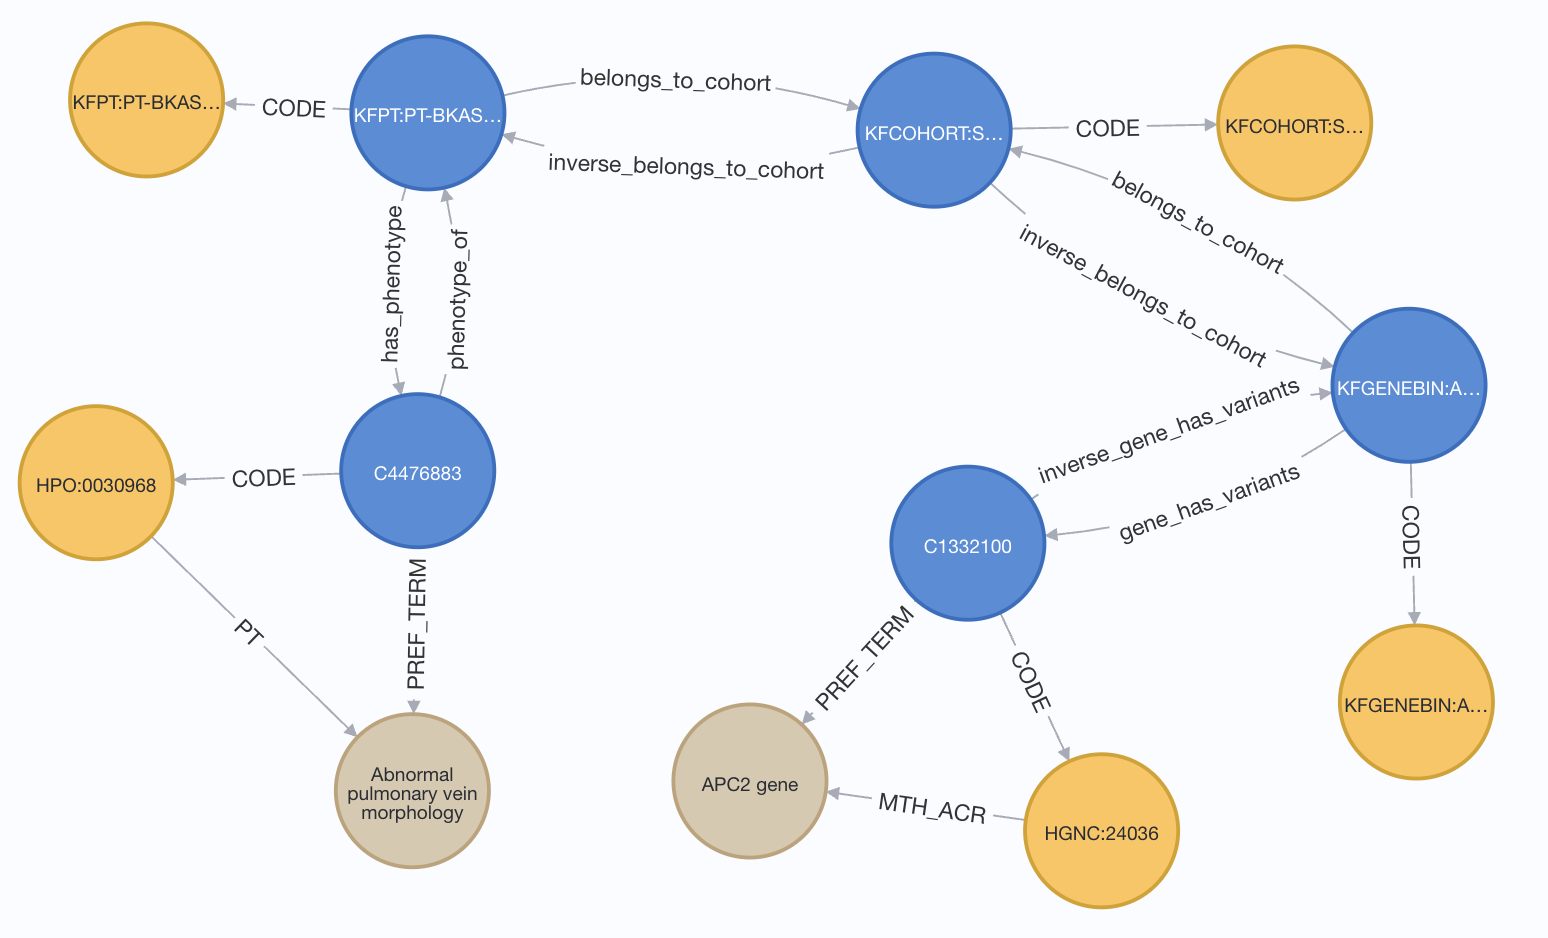 KFPT:PT-BKAS…
CODE
KFPT:PT-BKAS…
belongs_to_cohort
inverse_belongs_to_cohort
KFCOHORT:S…
CODE
KFCOHORT:S…
belongs_to_cohort
inverse_belongs_to_cohort
has_phenotype
phenotype_of
KFGENEBIN:A…
inverse_gene_has_variants
gene_has_variants
HPO:0030968
CODE
C4476883
C1332100
CODE
PT
PREF_TERM
PREF_TERM
CODE
KFGENEBIN:A…
Abnormal
pulmonary vein
morphology
APC2 gene
MTH_ACR
HGNC:24036